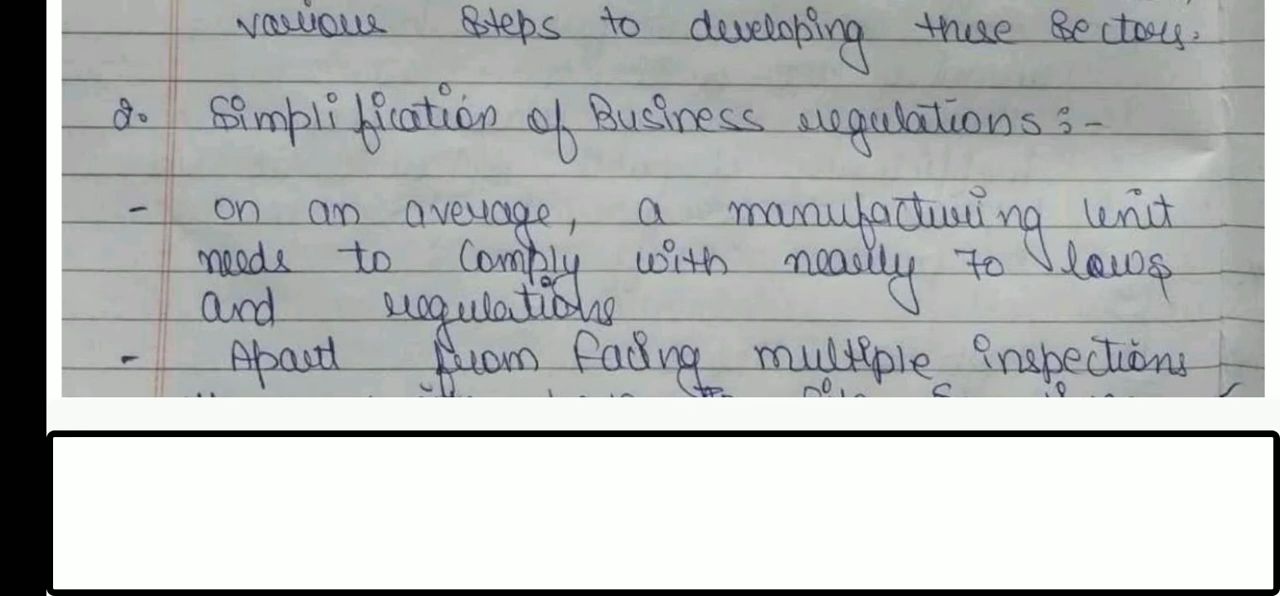 various steps to developing these sectors.
2. Simplification of Business regulations :-
- on an average, a manufacturing unit
needs to comply with nearly 70 laws
and regulations
- Apart from facing multiple inspections